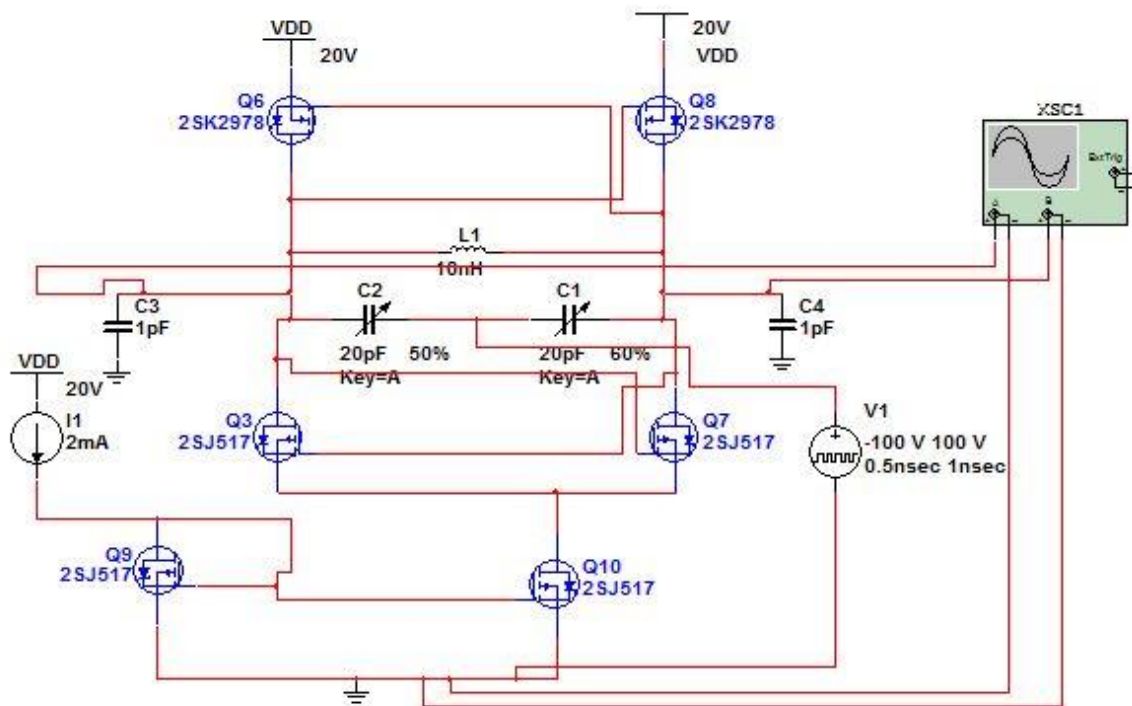 VDD
20V
20V
VDD
Q6
2SK2978
Q8
2SK2978
XSC1
Ext Trig
A
B
L1
10nH
C3
1pF
C2
20pF 50%
Key=A
C1
20pF 60%
Key=A
C4
1pF
VDD
20V
I1
2mA
Q3
2SJ517
Q7
2SJ517
V1
-100 V 100 V
0.5nsec 1nsec
Q9
2SJ517
Q10
2SJ517